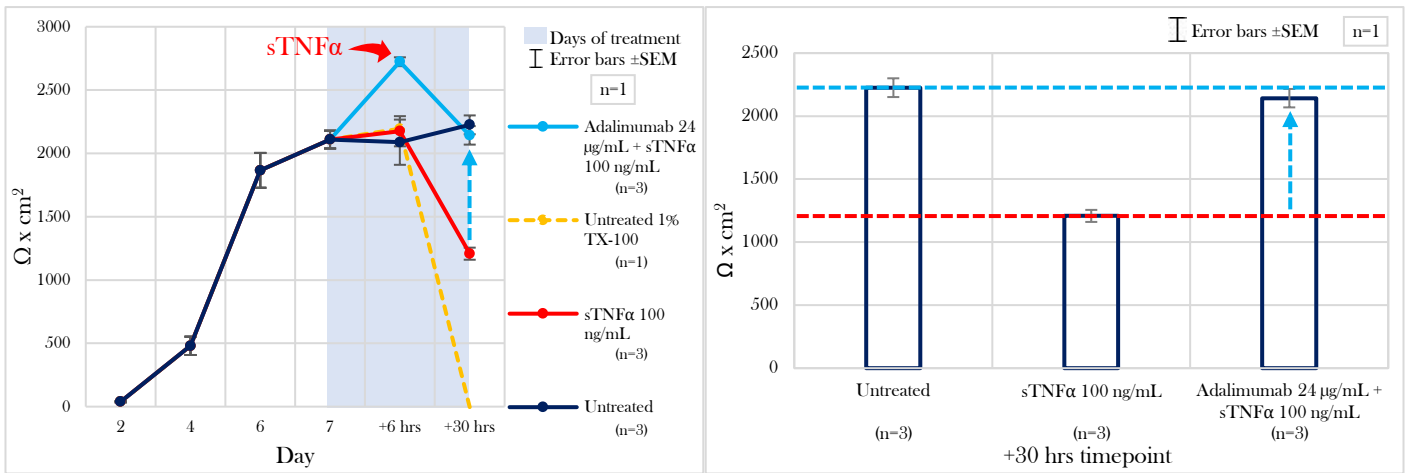 3000
2500
2000
1500
1000
500
0
Ω x cm2
2
4
6
7
+6 hrs
+30 hrs
Day
sTNFα
Days of treatment
Error bars ±SEM
n=1
Adalimumab 24
µg/mL + sTNFα
100 ng/mL
(n=3)
Untreated 1%
TX-100
(n=1)
sTNFα 100
ng/mL
(n=3)
Untreated
(n=3)
Error bars ±SEM
n=1
2500
2000
1500
1000
500
0
Ω x cm2
Untreated
(n=3)
sTNFα 100 ng/mL
(n=3)
Adalimumab 24 µg/mL +
sTNFα 100 ng/mL
(n=3)
+30 hrs timepoint